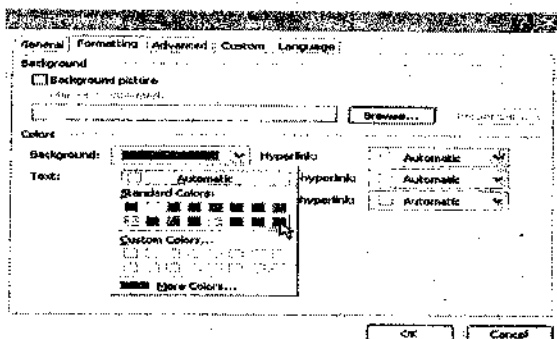 General Formatting Advanced Custom Language
Background
Background picture
Browse...
Colors
Background: Hyperlink: Automatic
Text: Automatic hyperlink: Automatic
Standard Colors: hyperlink: Automatic
Custom Colors...
More Colors...
OK Cancel